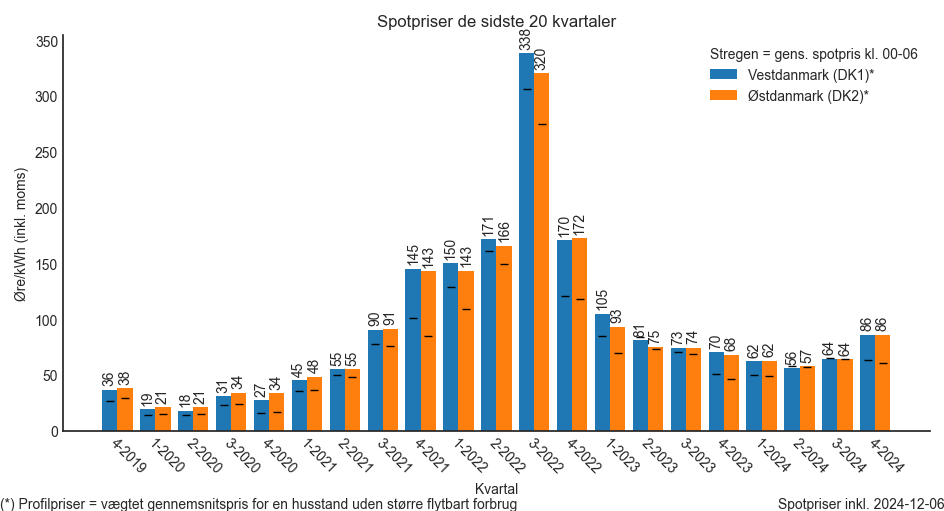 Spotpriser de sidste 20 kvartaler
Stregen = gens. spotpris kl. 00-06
Vestdanmark (DK1)*
Østdanmark (DK2)*
Øre/kWh (inkl. moms)
350
300
250
200
150
100
50
0
36 38 19 21 18 21 31 34 27 34 45 48 55 55 90 91 145 143 150 143 171 166 338 320 170 172 105 93 81 75 73 74 70 68 62 62 56 57 64 64 86 86
4-2019 1-2020 2-2020 3-2020 4-2020 1-2021 2-2021 3-2021 4-2021 1-2022 2-2022 3-2022 4-2022 1-2023 2-2023 3-2023 4-2023 1-2024 2-2024 3-2024 4-2024
Kvartal
(*) Profilpriser = vægtet gennemsnitspris for en husstand uden større flytbart forbrug
Spotpriser inkl. 2024-12-06